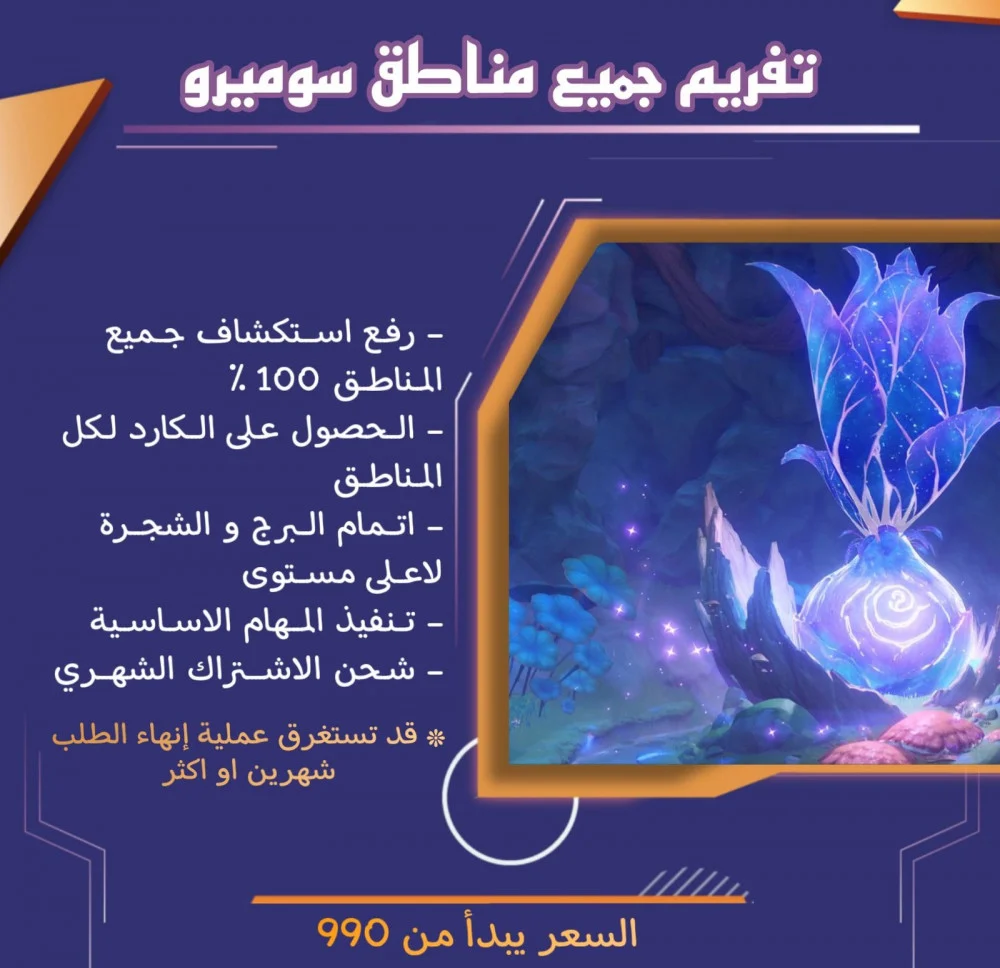 تفريم جميع مناطق سوميرو
- رفع استكشاف جميع
المناطق 100 ٪
- الحصول على الكارد لكل
المناطق
- اتمام البرج و الشجرة
لاعلى مستوى
- تنفيذ المهام الاساسية
- شحن الاشتراك الشهري
❊ قد تستغرق عملية إنهاء الطلب
شهرين او اكثر
السعر يبدأ من 990